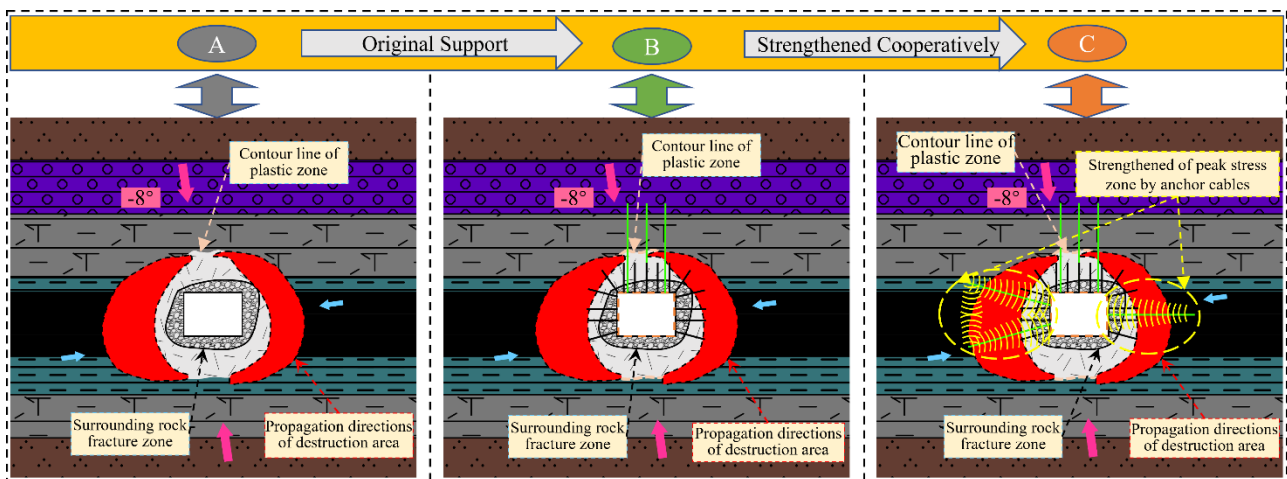 A
Original Support
B
Strengthened Cooperatively
C
Contour line of
plastic zone
-8°
Surrounding rock
fracture zone
Propagation directions
of destruction area
Contour line of
plastic zone
-8°
Surrounding rock
fracture zone
Propagation directions
of destruction area
Contour line of
plastic zone
Strengthened of peak stress
zone by anchor cables
-8°
Surrounding rock
fracture zone
Propagation directions
of destruction area